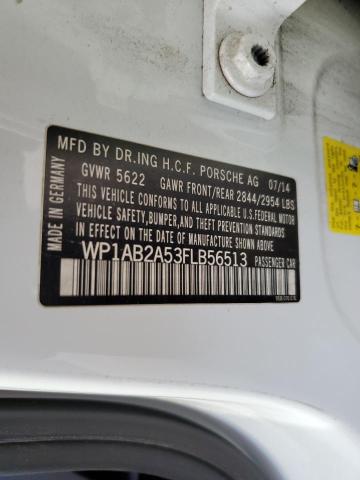 MFD BY DR.ING H.C.F. PORSCHE AG 07/14
GVWR 5622 GAWR FRONT/REAR 2844/2954 LBS
THIS VEHICLE CONFORMS TO ALL APPLICABLE U.S.FEDERAL MOTOR
VEHICLE SAFETY,BUMPER,AND THEFT PREVENTION STANDARDS
IN EFFECT ON THE DATE OF MANUFACTURE SHOWN ABOVE.
WP1AB2A53FLB56513 PASSENGER CAR
MADE IN GERMANY